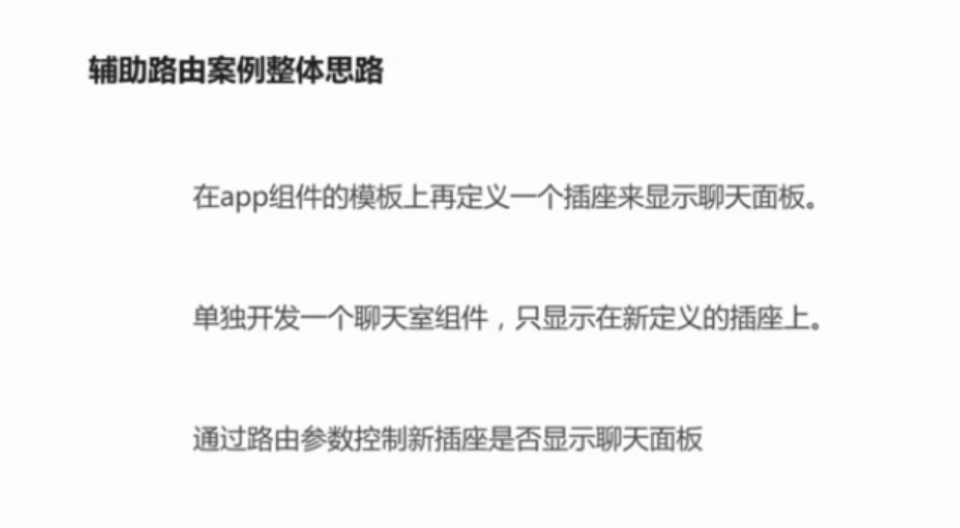 辅助路由案例整体思路
在app组件的模板上再定义一个插座来显示聊天面板。
单独开发一个聊天室组件，只显示在新定义的插座上。
通过路由参数控制新插座是否显示聊天面板